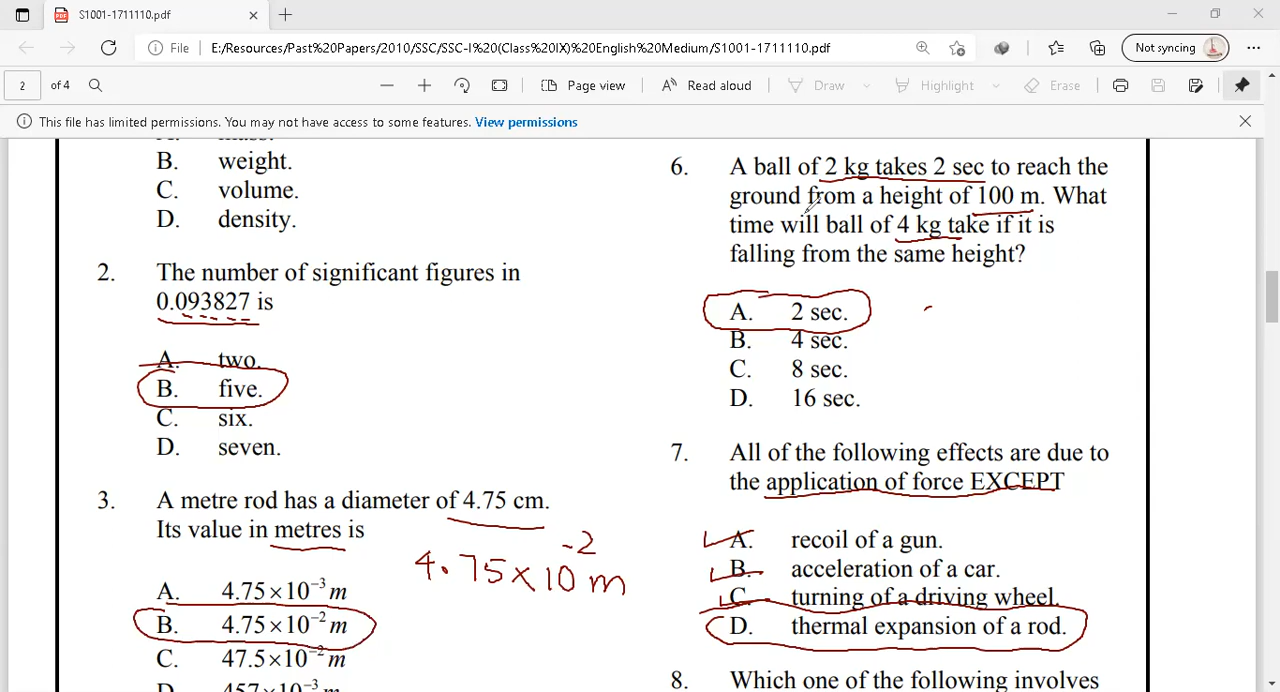 S1001-1711110.pdf
File E:/Resources/Past%20Papers/2010/SSC/SSC-I%20(Class%20IX)%20English%20Medium/S1001-1711110.pdf Not syncing
2 of 4 Page view Read aloud Draw Highlight Erase
This file has limited permissions. You may not have access to some features. View permissions
B. weight.
C. volume.
D. density.
2. The number of significant figures in
0.093827 is
A. two.
B. five.
C. six.
D. seven.
3. A metre rod has a diameter of 4.75 cm.
Its value in metres is
4.75×10⁻² m
A. 4.75×10⁻³ m
B. 4.75×10⁻² m
C. 47.5×10⁻² m
D. 457×10⁻³ m
6. A ball of 2 kg takes 2 sec to reach the
ground from a height of 100 m. What
time will ball of 4 kg take if it is
falling from the same height?
A. 2 sec.
B. 4 sec.
C. 8 sec.
D. 16 sec.
7. All of the following effects are due to
the application of force EXCEPT
A. recoil of a gun.
B. acceleration of a car.
C. turning of a driving wheel.
D. thermal expansion of a rod.
8. Which one of the following involves